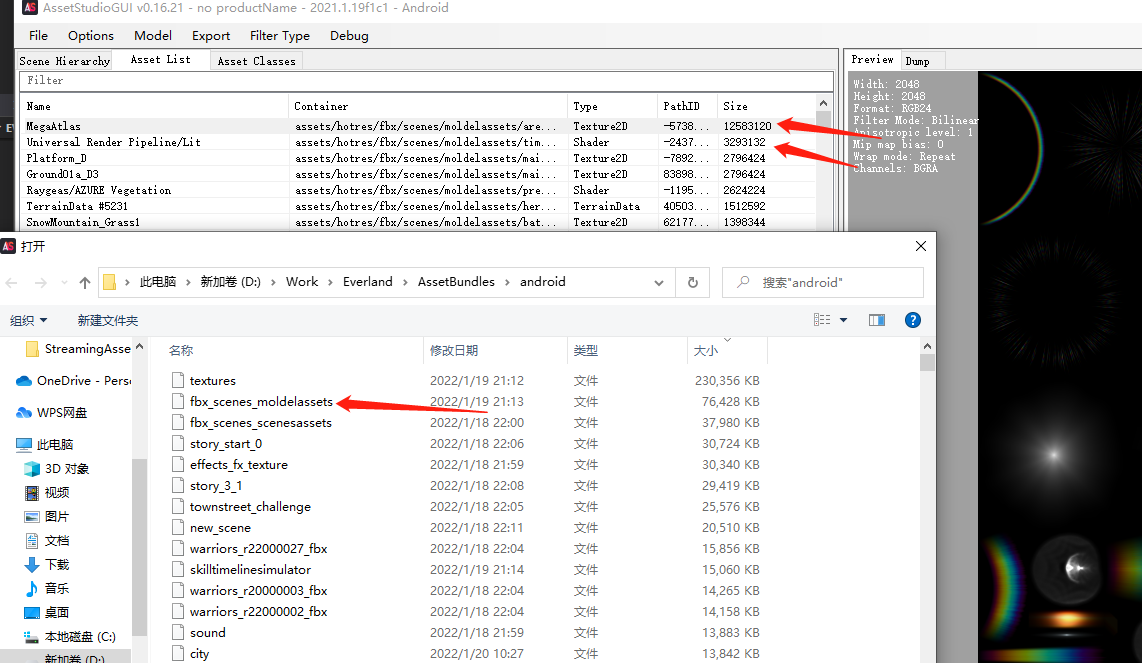 AssetStudioGUI v0.16.21 - no productName - 2021.1.19f1c1 - Android
File Options Model Export Filter Type Debug
Scene Hierarchy Asset List Asset Classes
Filter
Name Container Type PathID Size
MegaAtlas assets/hotres/fbx/scenes/moldelassets/are... Texture2D -5738... 12583120
Universal Render Pipeline/Lit assets/hotres/fbx/scenes/moldelassets/tim... Shader -2437... 3293132
Platform_D assets/hotres/fbx/scenes/moldelassets/mai... Texture2D -7892... 2796424
Ground01a_D3 assets/hotres/fbx/scenes/moldelassets/mai... Texture2D 83898... 2796424
Raygeas/AZURE Vegetation assets/hotres/fbx/scenes/moldelassets/pre... Shader -1195... 2624224
TerrainData #5231 assets/hotres/fbx/scenes/moldelassets/her... TerrainData 40503... 1512592
SnowMountain_Grass1 assets/hotres/fbx/scenes/moldelassets/bat... Texture2D 62177... 1398344
Preview Dump
Width: 2048
Height: 2048
Format: RGB24
Filter Mode: Bilinear
Anisotropic level: 1
Mip map bias: 0
Wrap mode: Repeat
Channels: BGRA
打开
此电脑 › 新加卷 (D:) › Work › Everland › AssetBundles › android
搜索"android"
组织 新建文件夹
StreamingAsse
OneDrive - Pers
WPS网盘
此电脑
3D 对象
视频
图片
文档
下载
音乐
桌面
本地磁盘 (C:)
新加卷 (D:)
名称 修改日期 类型 大小
textures 2022/1/19 21:12 文件 230,356 KB
fbx_scenes_moldelassets 2022/1/19 21:13 文件 76,428 KB
fbx_scenes_scenesassets 2022/1/18 22:00 文件 37,980 KB
story_start_0 2022/1/18 22:06 文件 30,724 KB
effects_fx_texture 2022/1/18 21:59 文件 30,340 KB
story_3_1 2022/1/18 22:08 文件 29,419 KB
townstreet_challenge 2022/1/18 22:05 文件 25,576 KB
new_scene 2022/1/18 22:11 文件 20,510 KB
warriors_r22000027_fbx 2022/1/18 22:04 文件 15,856 KB
skilltimelinesimulator 2022/1/19 21:14 文件 15,060 KB
warriors_r20000003_fbx 2022/1/18 22:04 文件 14,265 KB
warriors_r22000002_fbx 2022/1/18 22:04 文件 14,158 KB
sound 2022/1/18 21:59 文件 13,883 KB
city 2022/1/20 10:27 文件 13,842 KB